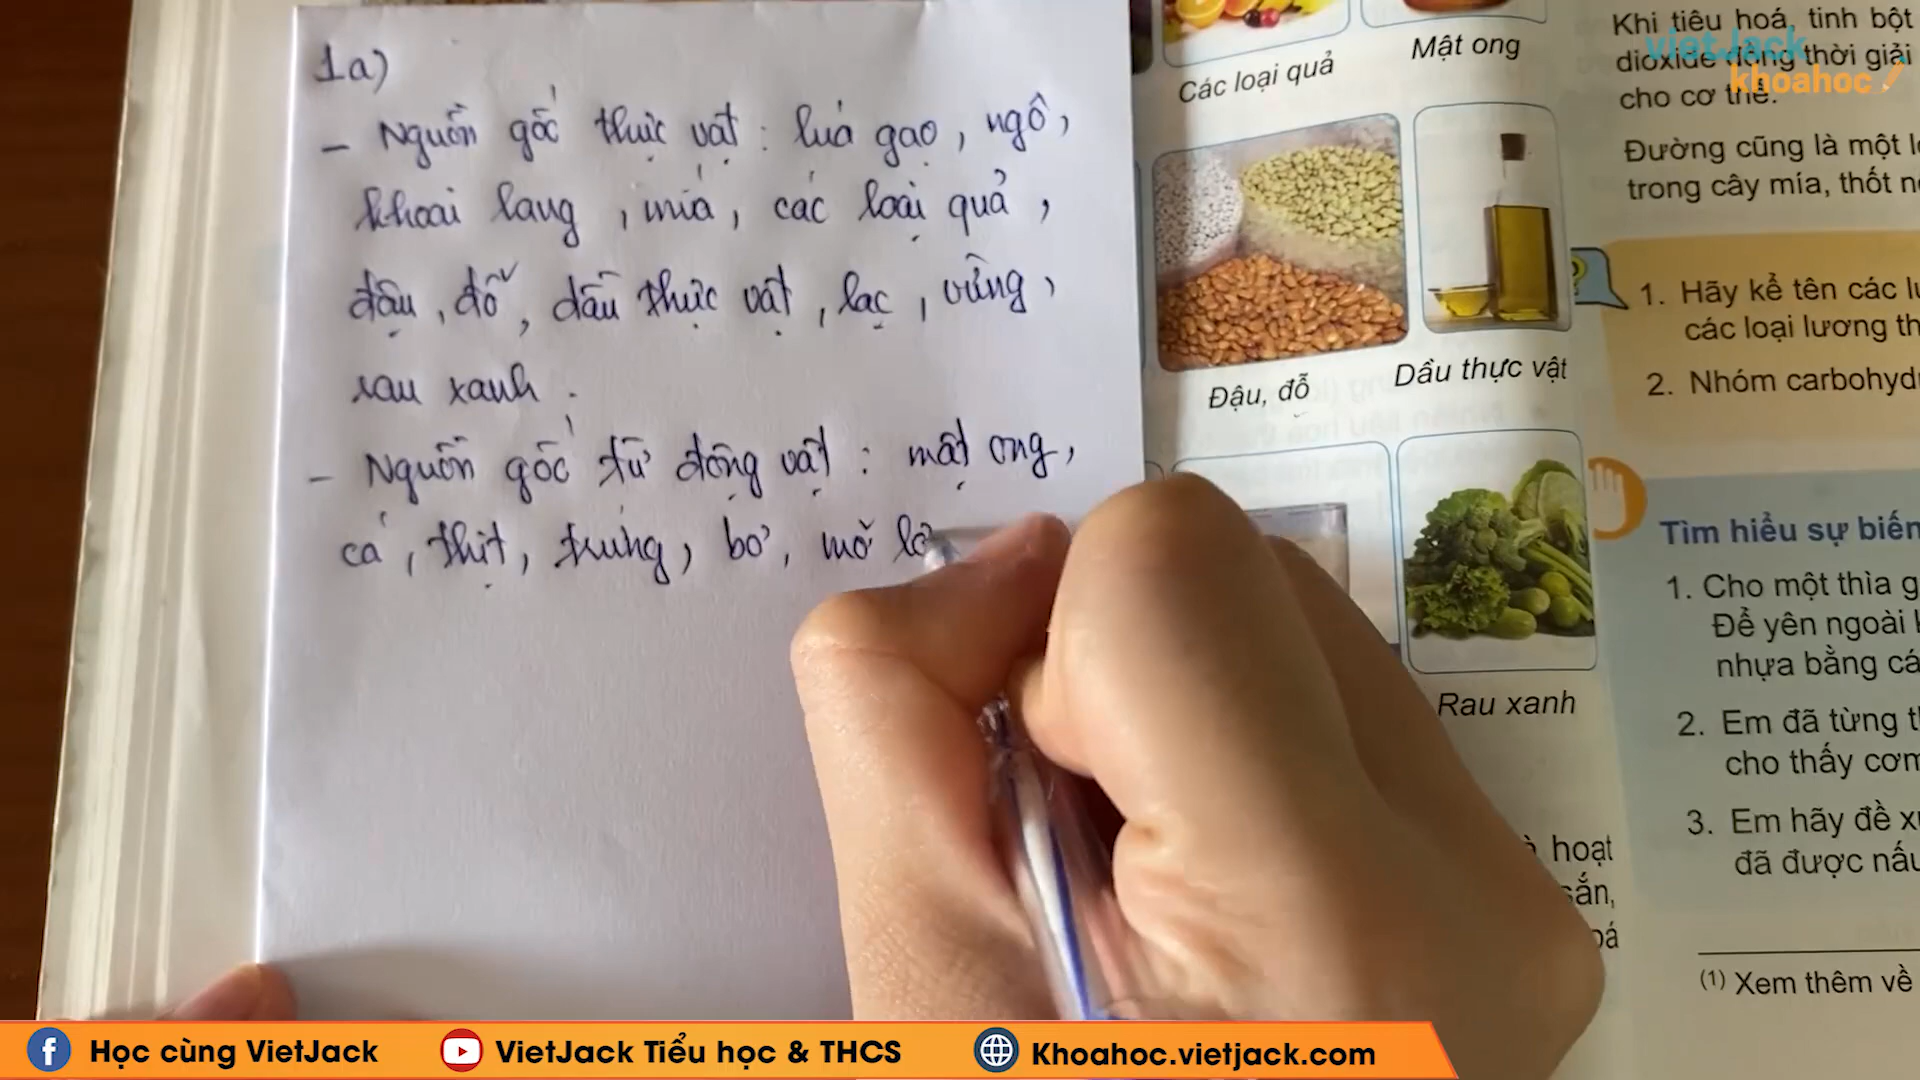 1a)
- Nguồn gốc thực vật : lúa gạo, ngô,
khoai lang, mía, các loại quả,
đậu, đỗ, dầu thực vật, lạc, vừng,
rau xanh.
- Nguồn gốc từ động vật : mật ong,
cá, thịt, trứng, bơ, mỡ lợ
Các loại quả
Mật ong
Đậu, đỗ
Dầu thực vật
Rau xanh
Khi tiêu hoá, tinh bột
dioxide đồng thời giải
cho cơ thể.
Đường cũng là một
trong cây mía, thốt
1. Hãy kể tên các
các loại lương
2. Nhóm
Tìm hiểu sự
1. Cho một thìa
Để yên ngoài
nhựa bằng
2. Em đã từng
cho thấy
3. Em hãy đề
đã được
hoạt
sắn,
(1) Xem thêm về
vietJack
khoahoc
Học cùng VietJack
VietJack Tiểu học & THCS
Khoahoc.vietjack.com